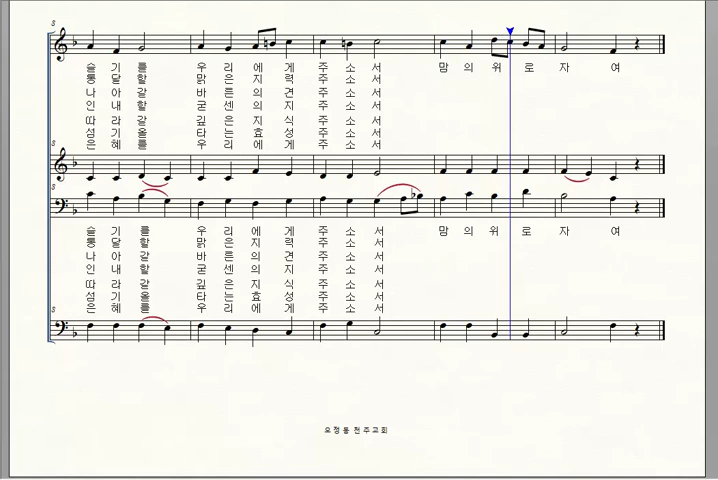 5
슬 기 를 우 리 에 게 주 소 서 망 의 위 로 자 여
통 달 할 맑 은 지 력 주 소 서
나 아 갈 바 른 의 견 주 소 서
인 내 할 굳 센 의 지 주 소 서
따 라 갈 깊 은 지 식 주 소 서
섬 기 올 타 는 효 성 주 소 서
은 혜 를 우 리 에 게 주 소 서
5
5
슬 기 를 우 리 에 게 주 소 서 망 의 위 로 자 여
통 달 할 맑 은 지 력 주 소 서
나 아 갈 바 른 의 견 주 소 서
인 내 할 굳 센 의 지 주 소 서
따 라 갈 깊 은 지 식 주 소 서
섬 기 올 타 는 효 성 주 소 서
은 혜 를 우 리 에 게 주 소 서
5
천주교회